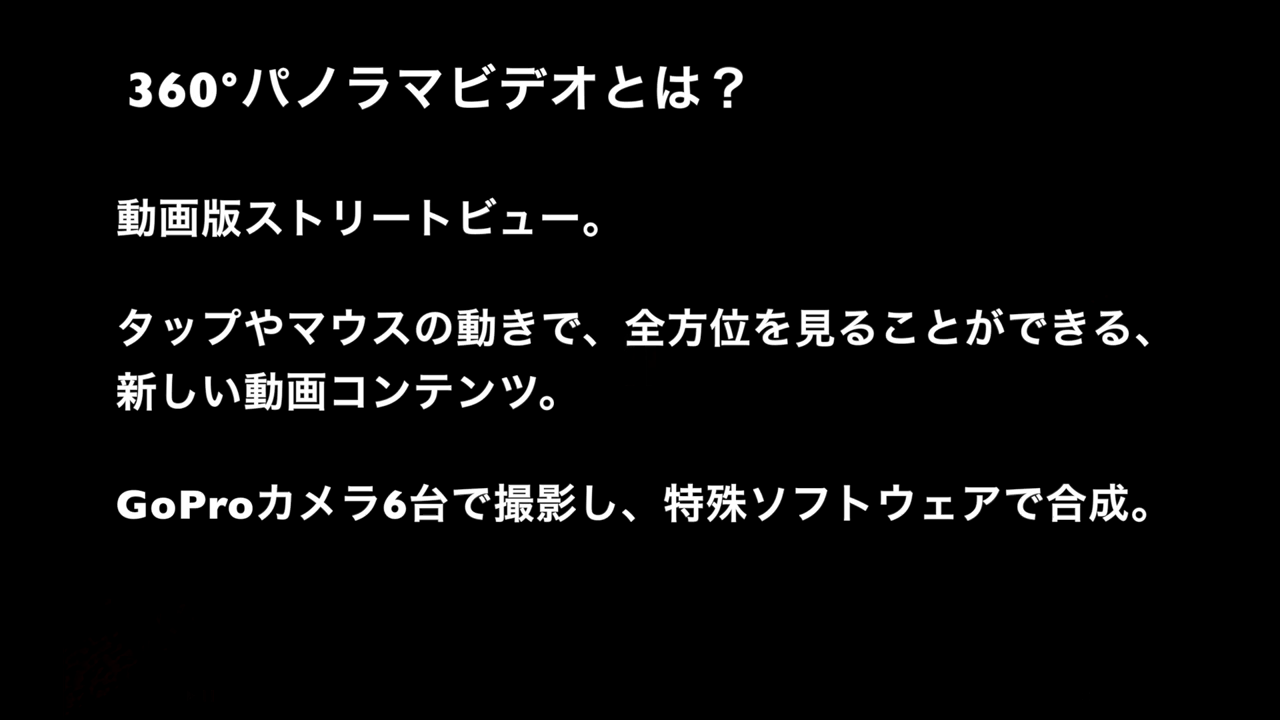 360°パノラマビデオとは？
動画版ストリートビュー。
タップやマウスの動きで、全方位を見ることができる、
新しい動画コンテンツ。
GoProカメラ6台で撮影し、特殊ソフトウェアで合成。